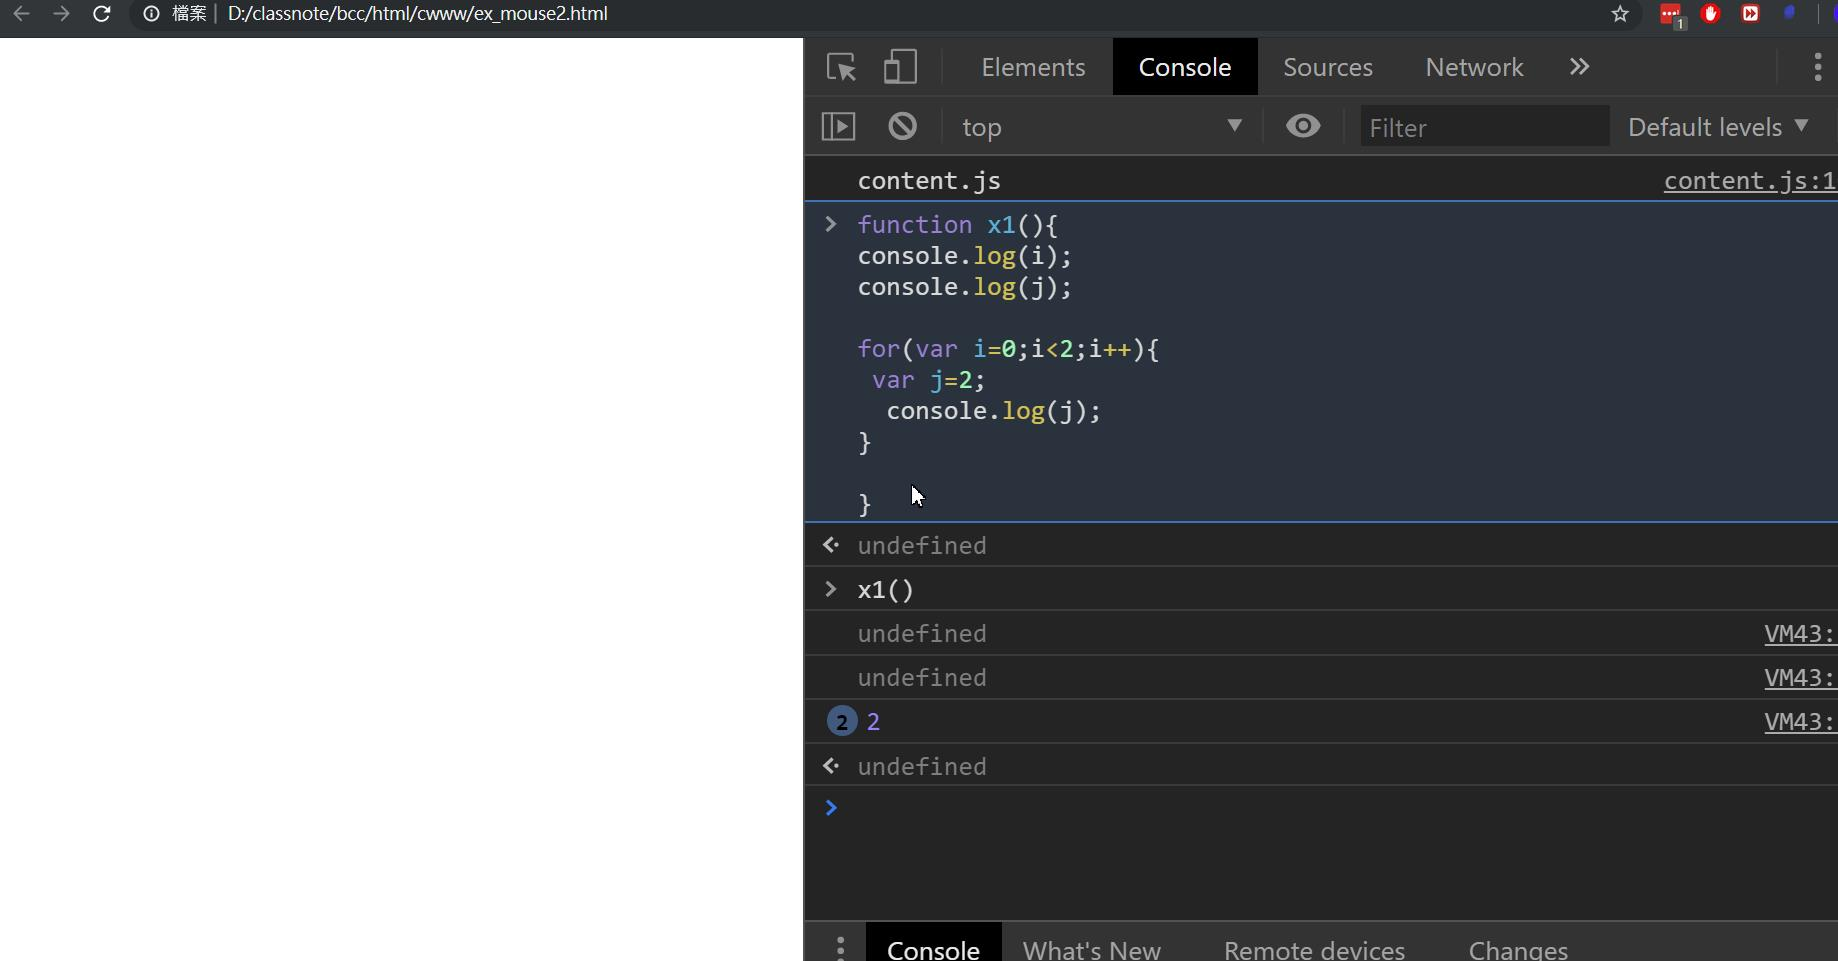 檔案 | D:/classnote/bcc/html/cwww/ex_mouse2.html
1
Elements Console Sources Network »
top ▼ Filter Default levels ▼
content.js content.js:1
> function x1(){
console.log(i);
console.log(j);
for(var i=0;i<2;i++){
var j=2;
console.log(j);
}
}
undefined
> x1()
undefined VM43:
undefined VM43:
2 2 VM43:
undefined
>
Console What's New Remote devices Changes